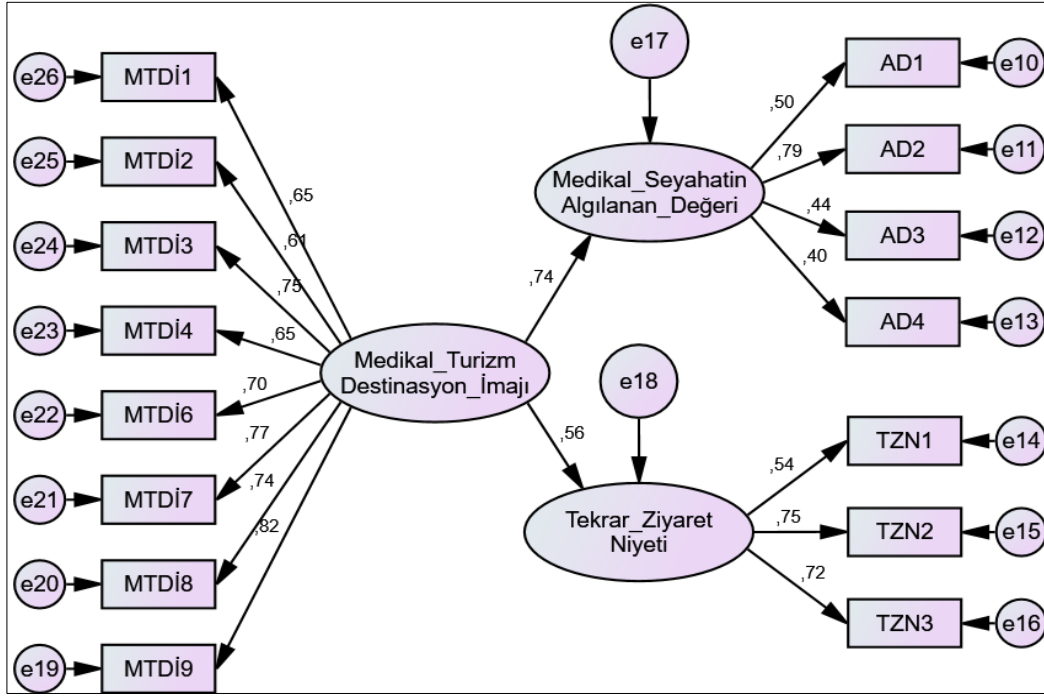 e26
MTDİ1
e25
MTDİ2
e24
MTDİ3
e23
MTDİ4
e22
MTDİ6
e21
MTDİ7
e20
MTDİ8
e19
MTDİ9
,65
,61
,75
,65
,70
,77
,74
,82
Medikal_Turizm
Destinasyon_İmajı
,74
,56
e17
Medikal_Seyahatin
Algılanan_Değeri
e18
Tekrar_Ziyaret
Niyeti
,50
,79
,44
,40
AD1
e10
AD2
e11
AD3
e12
AD4
e13
,54
,75
,72
TZN1
e14
TZN2
e15
TZN3
e16